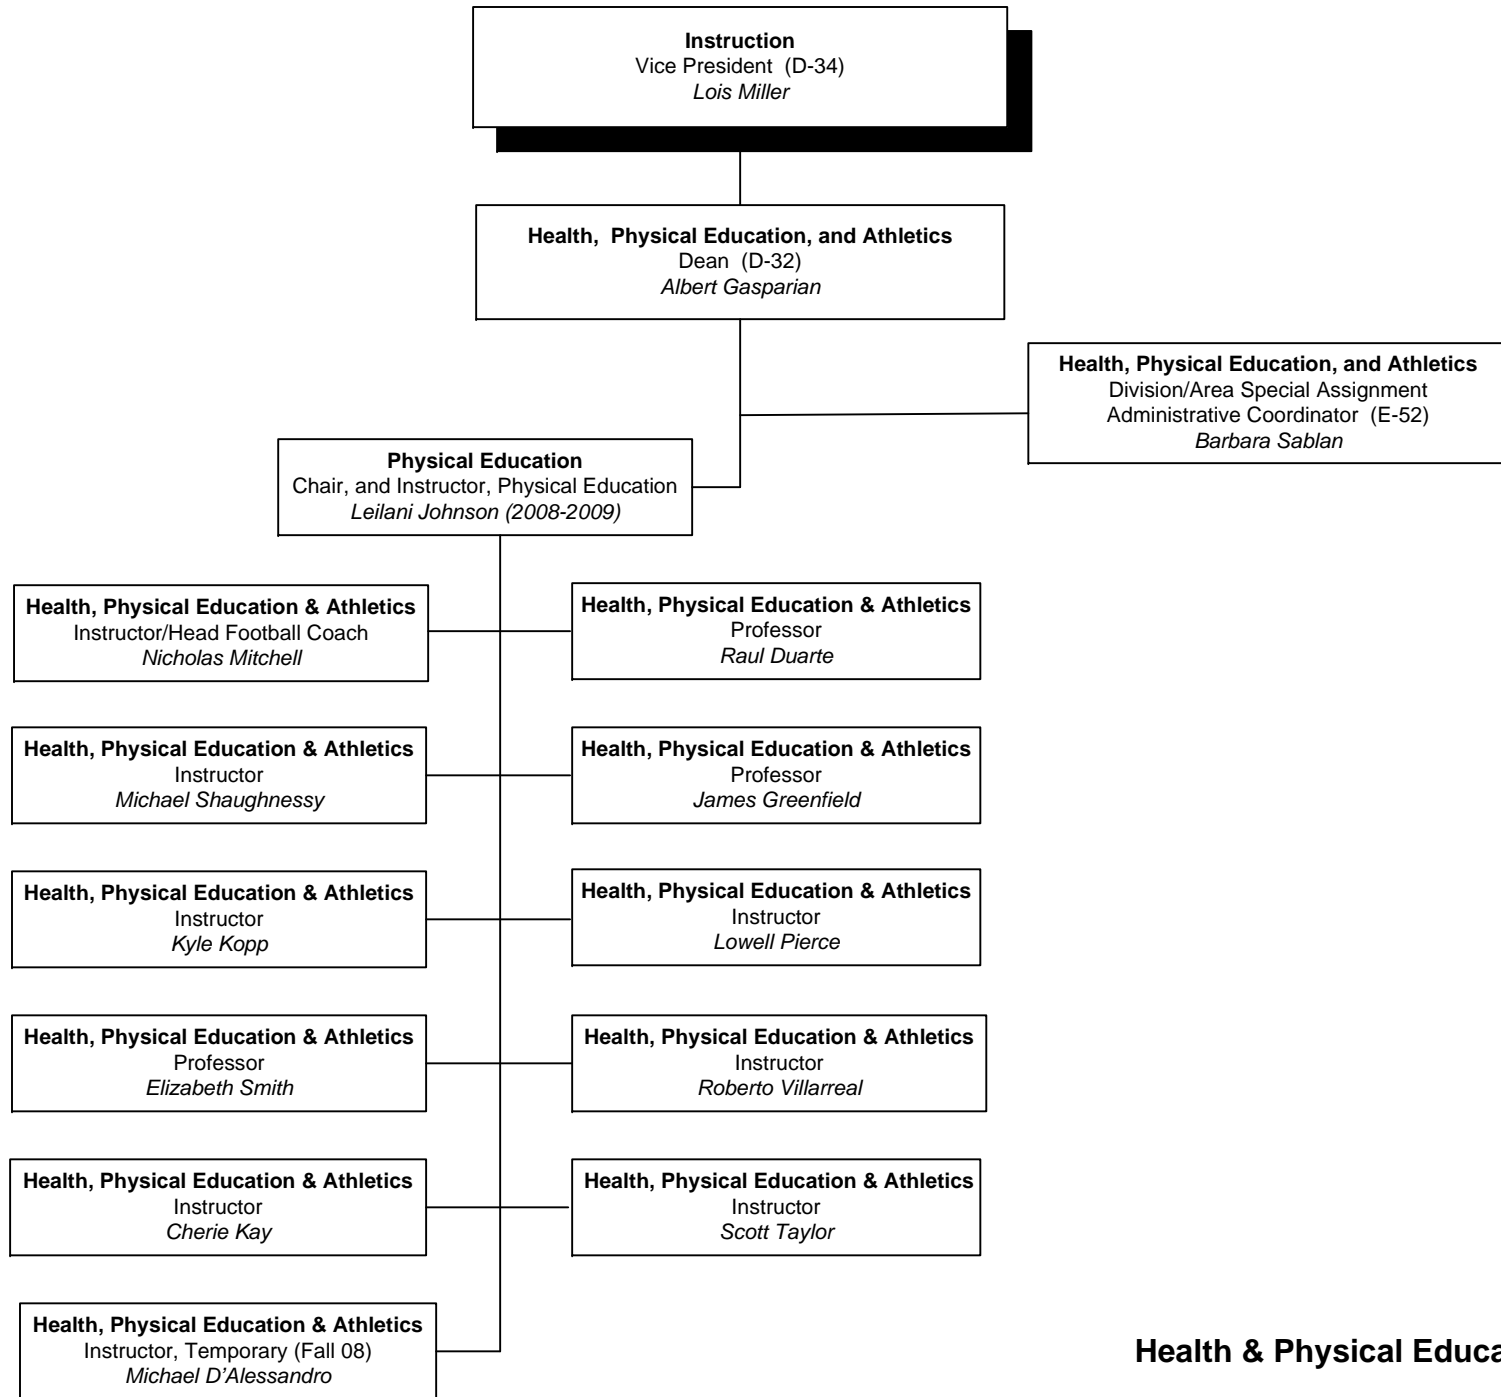 Instruction
Vice President (D-34)
Lois Miller
Health, Physical Education, and Athletics
Dean (D-32)
Albert Gasparian
Health, Physical Education, and Athletics
Division/Area Special Assignment
Administrative Coordinator (E-52)
Barbara Sablan
Physical Education
Chair, and Instructor, Physical Education
Leilani Johnson (2008-2009)
Health, Physical Education & Athletics
Instructor/Head Football Coach
Nicholas Mitchell
Health, Physical Education & Athletics
Professor
Raul Duarte
Health, Physical Education & Athletics
Instructor
Michael Shaughnessy
Health, Physical Education & Athletics
Professor
James Greenfield
Health, Physical Education & Athletics
Instructor
Kyle Kopp
Health, Physical Education & Athletics
Instructor
Lowell Pierce
Health, Physical Education & Athletics
Professor
Elizabeth Smith
Health, Physical Education & Athletics
Instructor
Roberto Villarreal
Health, Physical Education & Athletics
Instructor
Cherie Kay
Health, Physical Education & Athletics
Instructor
Scott Taylor
Health, Physical Education & Athletics
Instructor, Temporary (Fall 08)
Michael D’Alessandro
Health & Physical